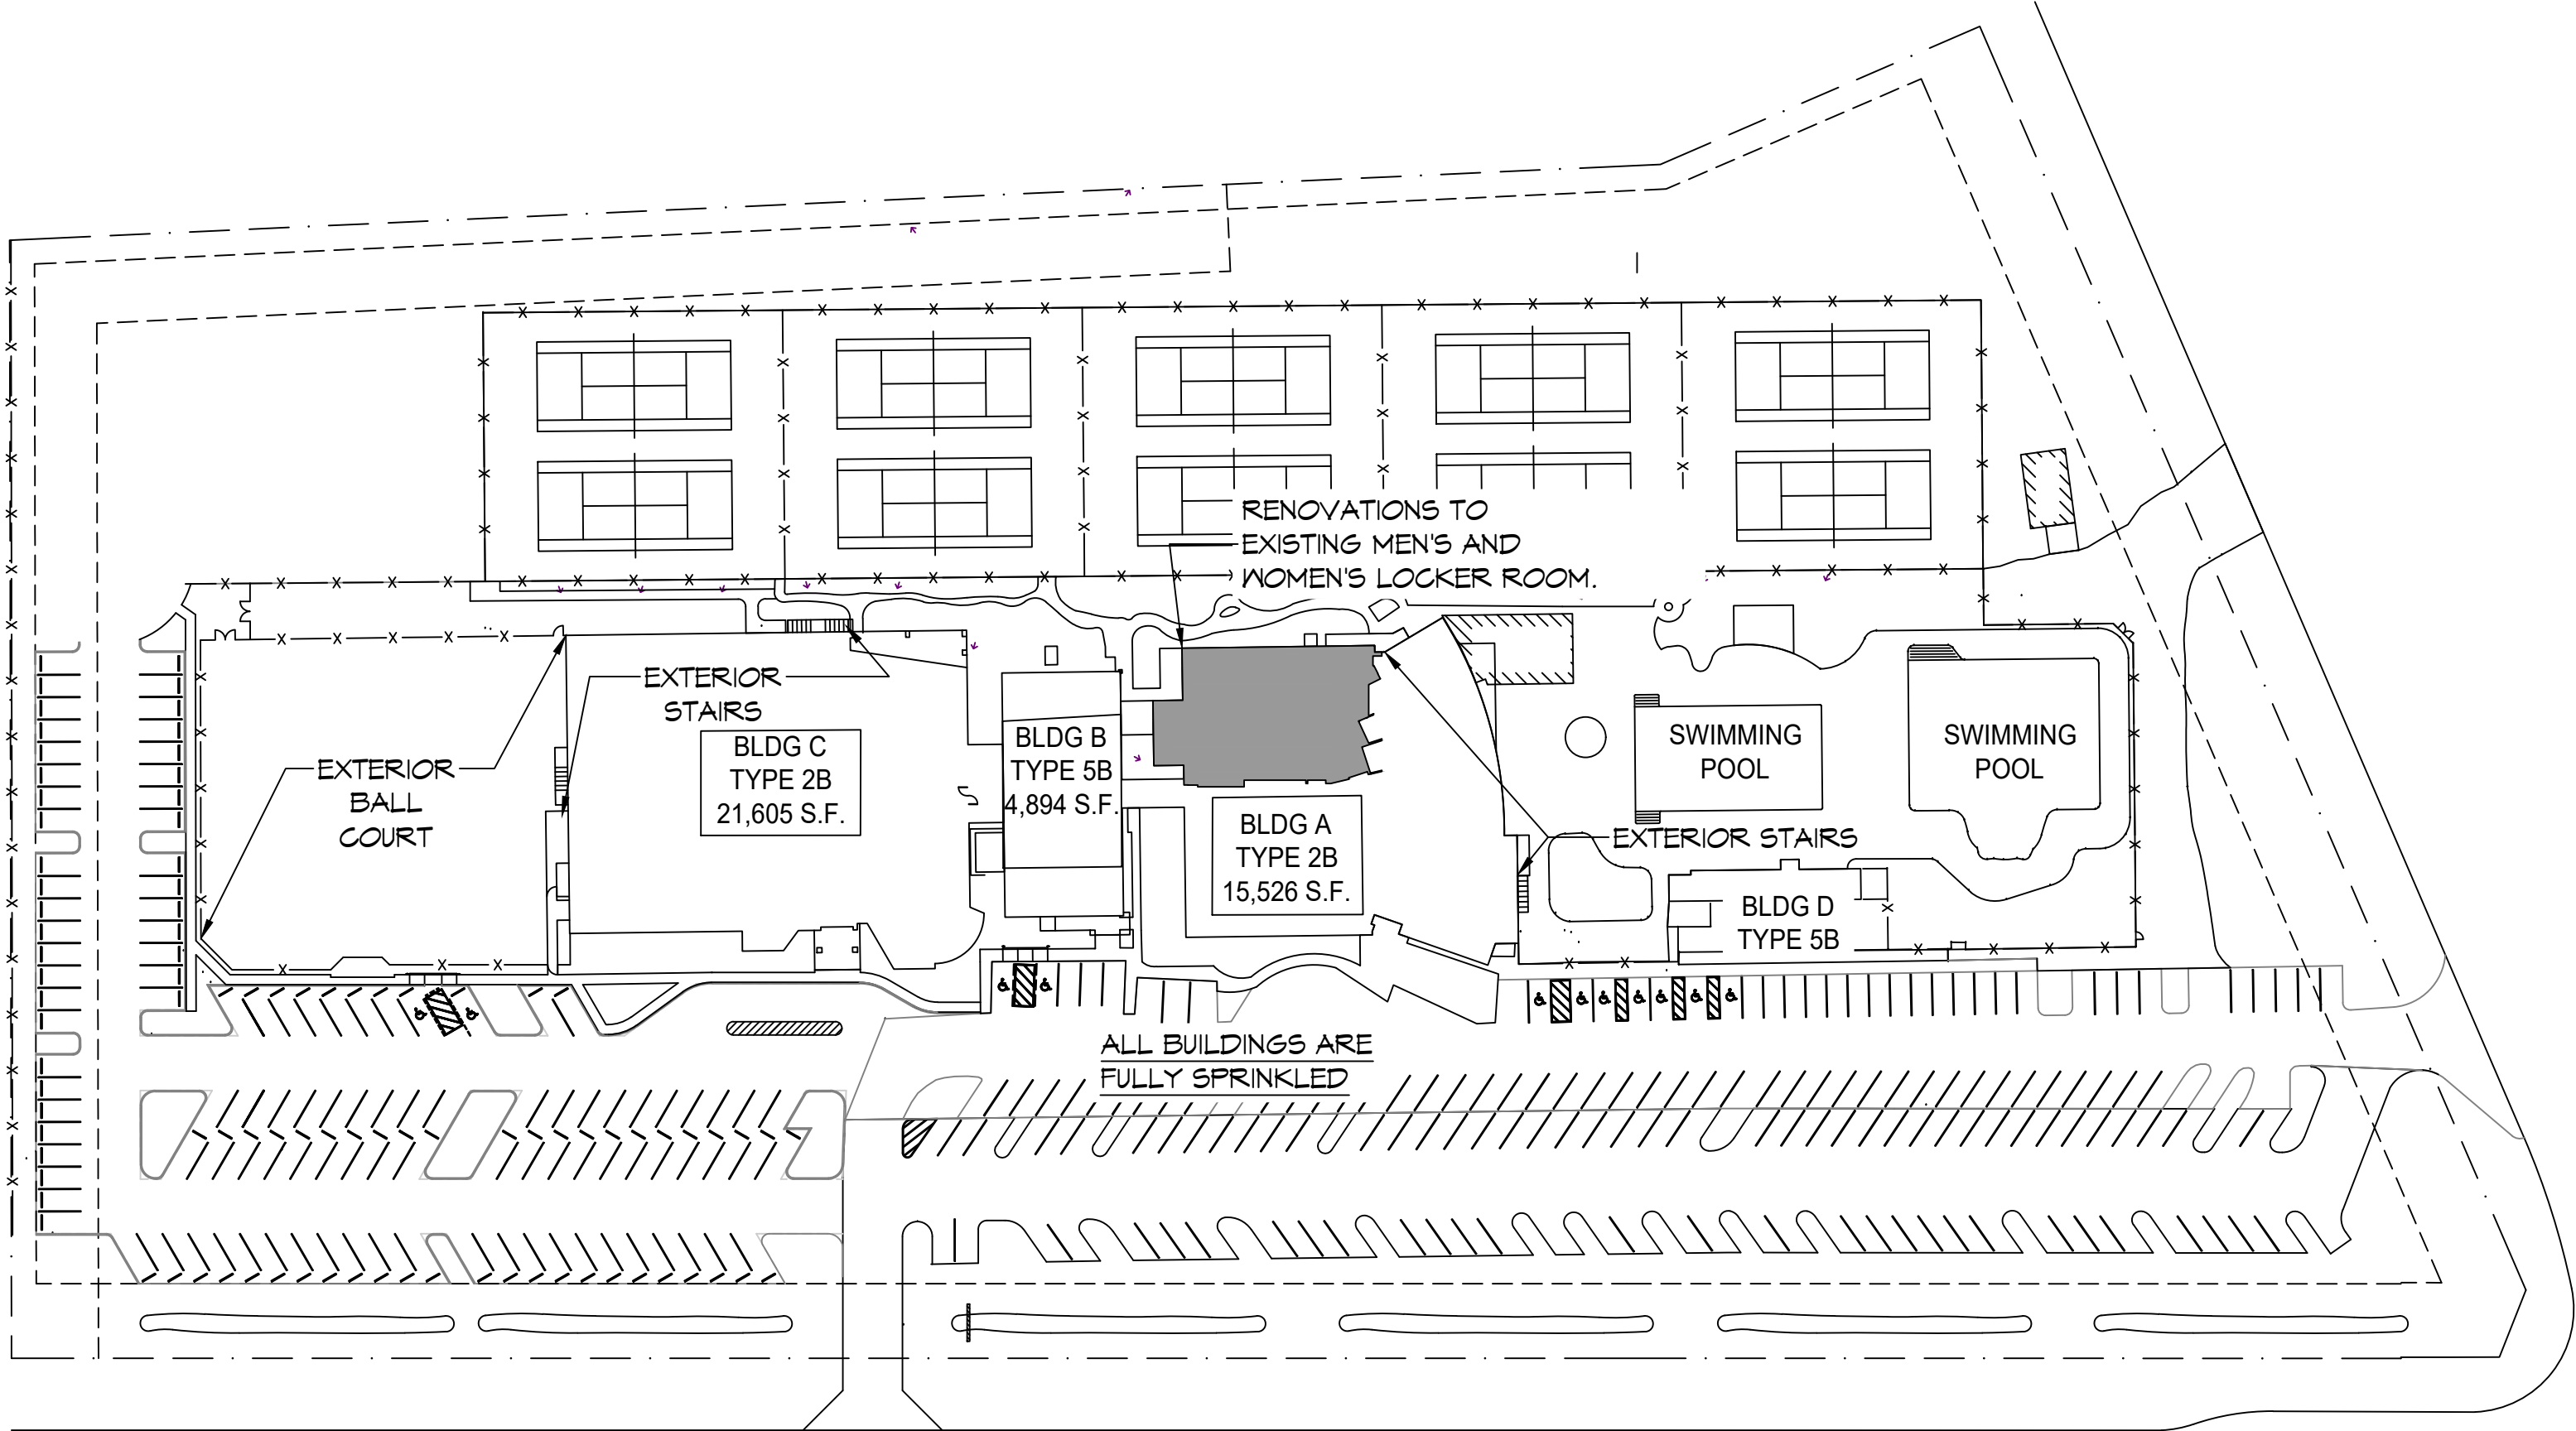 RENOVATIONS TO
EXISTING MEN'S AND
WOMEN'S LOCKER ROOM.
EXTERIOR
STAIRS
BLDG C
TYPE 2B
21,605 S.F.
EXTERIOR
BALL
COURT
BLDG B
TYPE 5B
4,894 S.F.
BLDG A
TYPE 2B
15,526 S.F.
SWIMMING
POOL
SWIMMING
POOL
EXTERIOR STAIRS
BLDG D
TYPE 5B
ALL BUILDINGS ARE
FULLY SPRINKLED